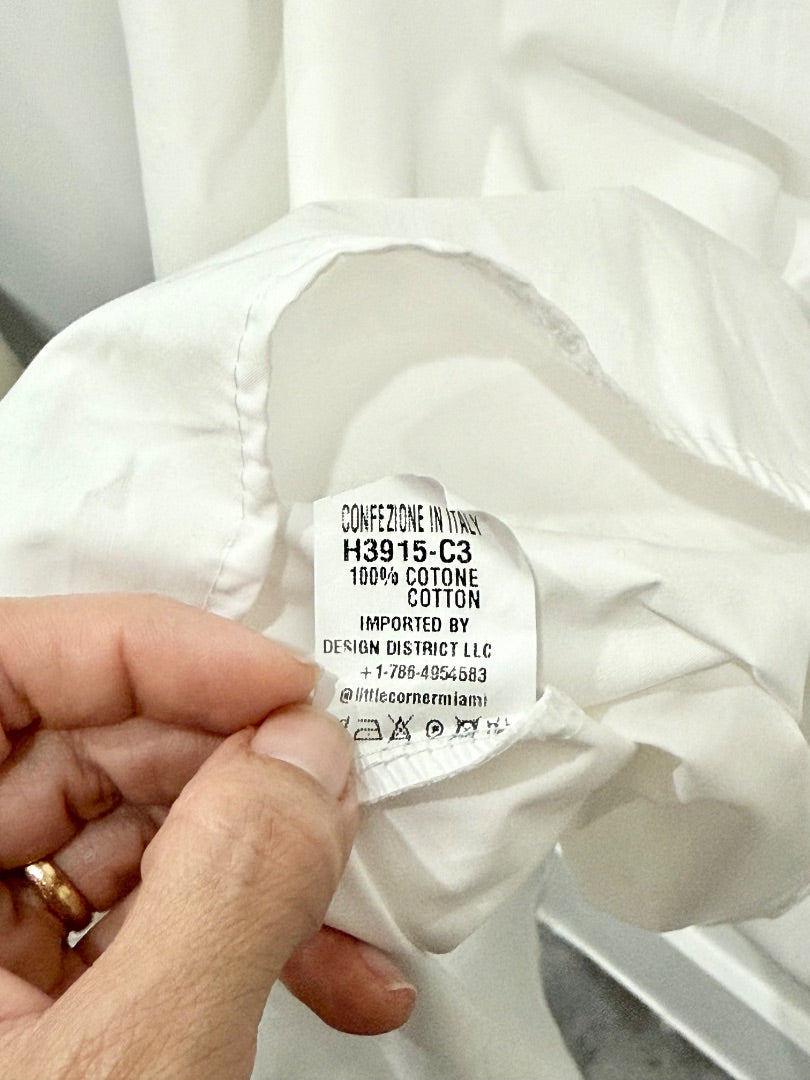 CONFEZIONE IN ITALY
H3915-C3
100% COTONE
COTTON
IMPORTED BY
DESIGN DISTRICT LLC
+1-786-4954583
@littlecornermiami